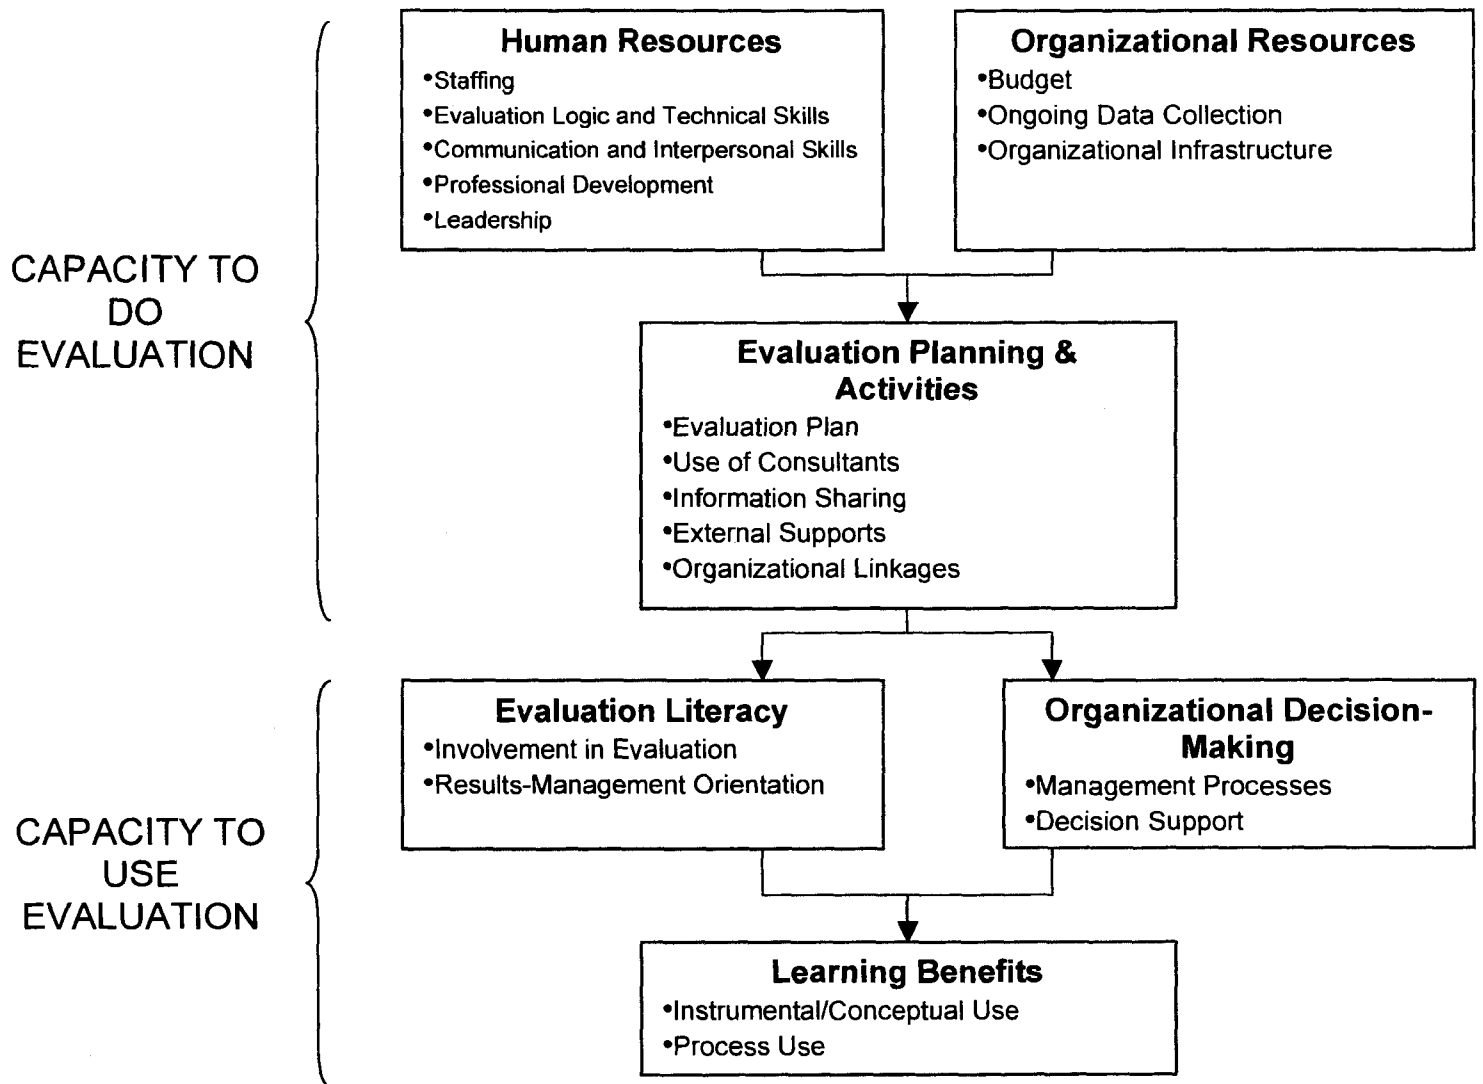 CAPACITY TO
DO
EVALUATION
Human Resources
•Staffing
•Evaluation Logic and Technical Skills
•Communication and Interpersonal Skills
•Professional Development
•Leadership
Organizational Resources
•Budget
•Ongoing Data Collection
•Organizational Infrastructure
Evaluation Planning &
Activities
•Evaluation Plan
•Use of Consultants
•Information Sharing
•External Supports
•Organizational Linkages
CAPACITY TO
USE
EVALUATION
Evaluation Literacy
•Involvement in Evaluation
•Results-Management Orientation
Organizational Decision-
Making
•Management Processes
•Decision Support
Learning Benefits
•Instrumental/Conceptual Use
•Process Use